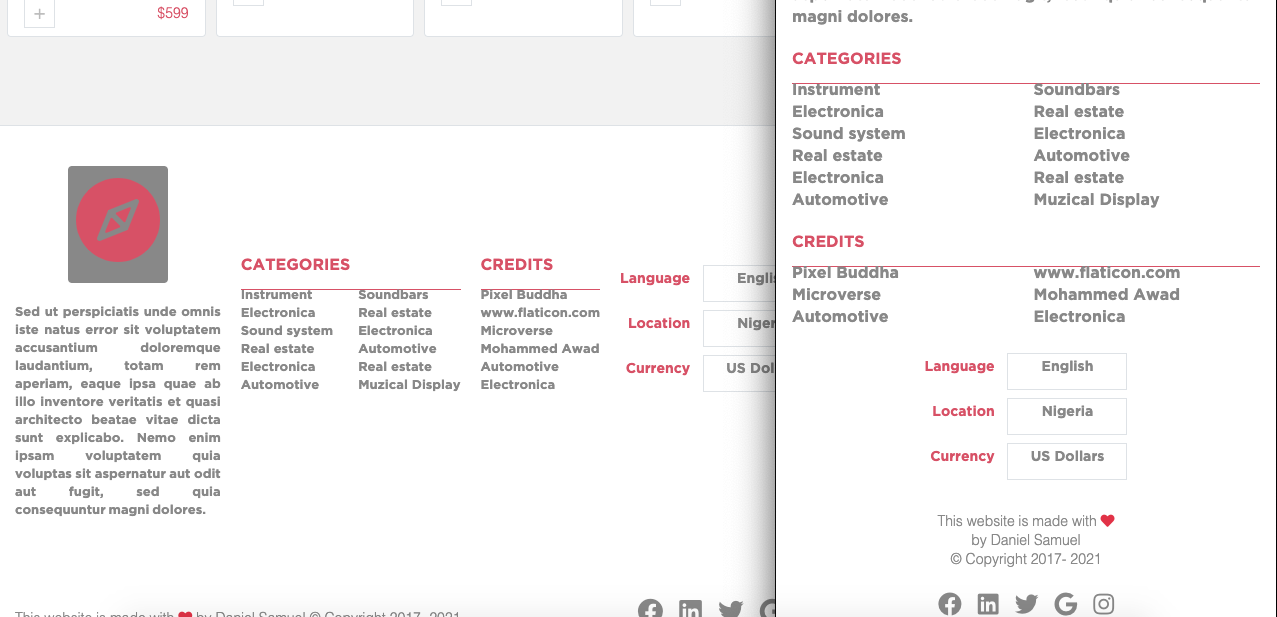 +
$599
Sed ut perspiciatis unde omnis
iste natus error sit voluptatem
accusantium doloremque
laudantium, totam rem
aperiam, eaque ipsa quae ab
illo inventore veritatis et quasi
architecto beatae vitae dicta
sunt explicabo. Nemo enim
ipsam voluptatem quia
voluptas sit aspernatur aut odit
aut fugit, sed quia
consequuntur magni dolores.
CATEGORIES
Instrument Soundbars
Electronica Real estate
Sound system Electronica
Real estate Automotive
Electronica Real estate
Automotive Muzical Display
CREDITS
Pixel Buddha
www.flaticon.com
Microverse
Mohammed Awad
Automotive
Electronica
Language
Location
Currency US
This website is made with ❤ by Daniel Samuel © Copyright 2017- 2021
magni dolores.
CATEGORIES
Instrument Soundbars
Electronica Real estate
Sound system Electronica
Real estate Automotive
Electronica Real estate
Automotive Muzical Display
CREDITS
Pixel Buddha www.flaticon.com
Microverse Mohammed Awad
Automotive Electronica
Language English
Location Nigeria
Currency US Dollars
This website is made with ❤
by Daniel Samuel
© Copyright 2017- 2021